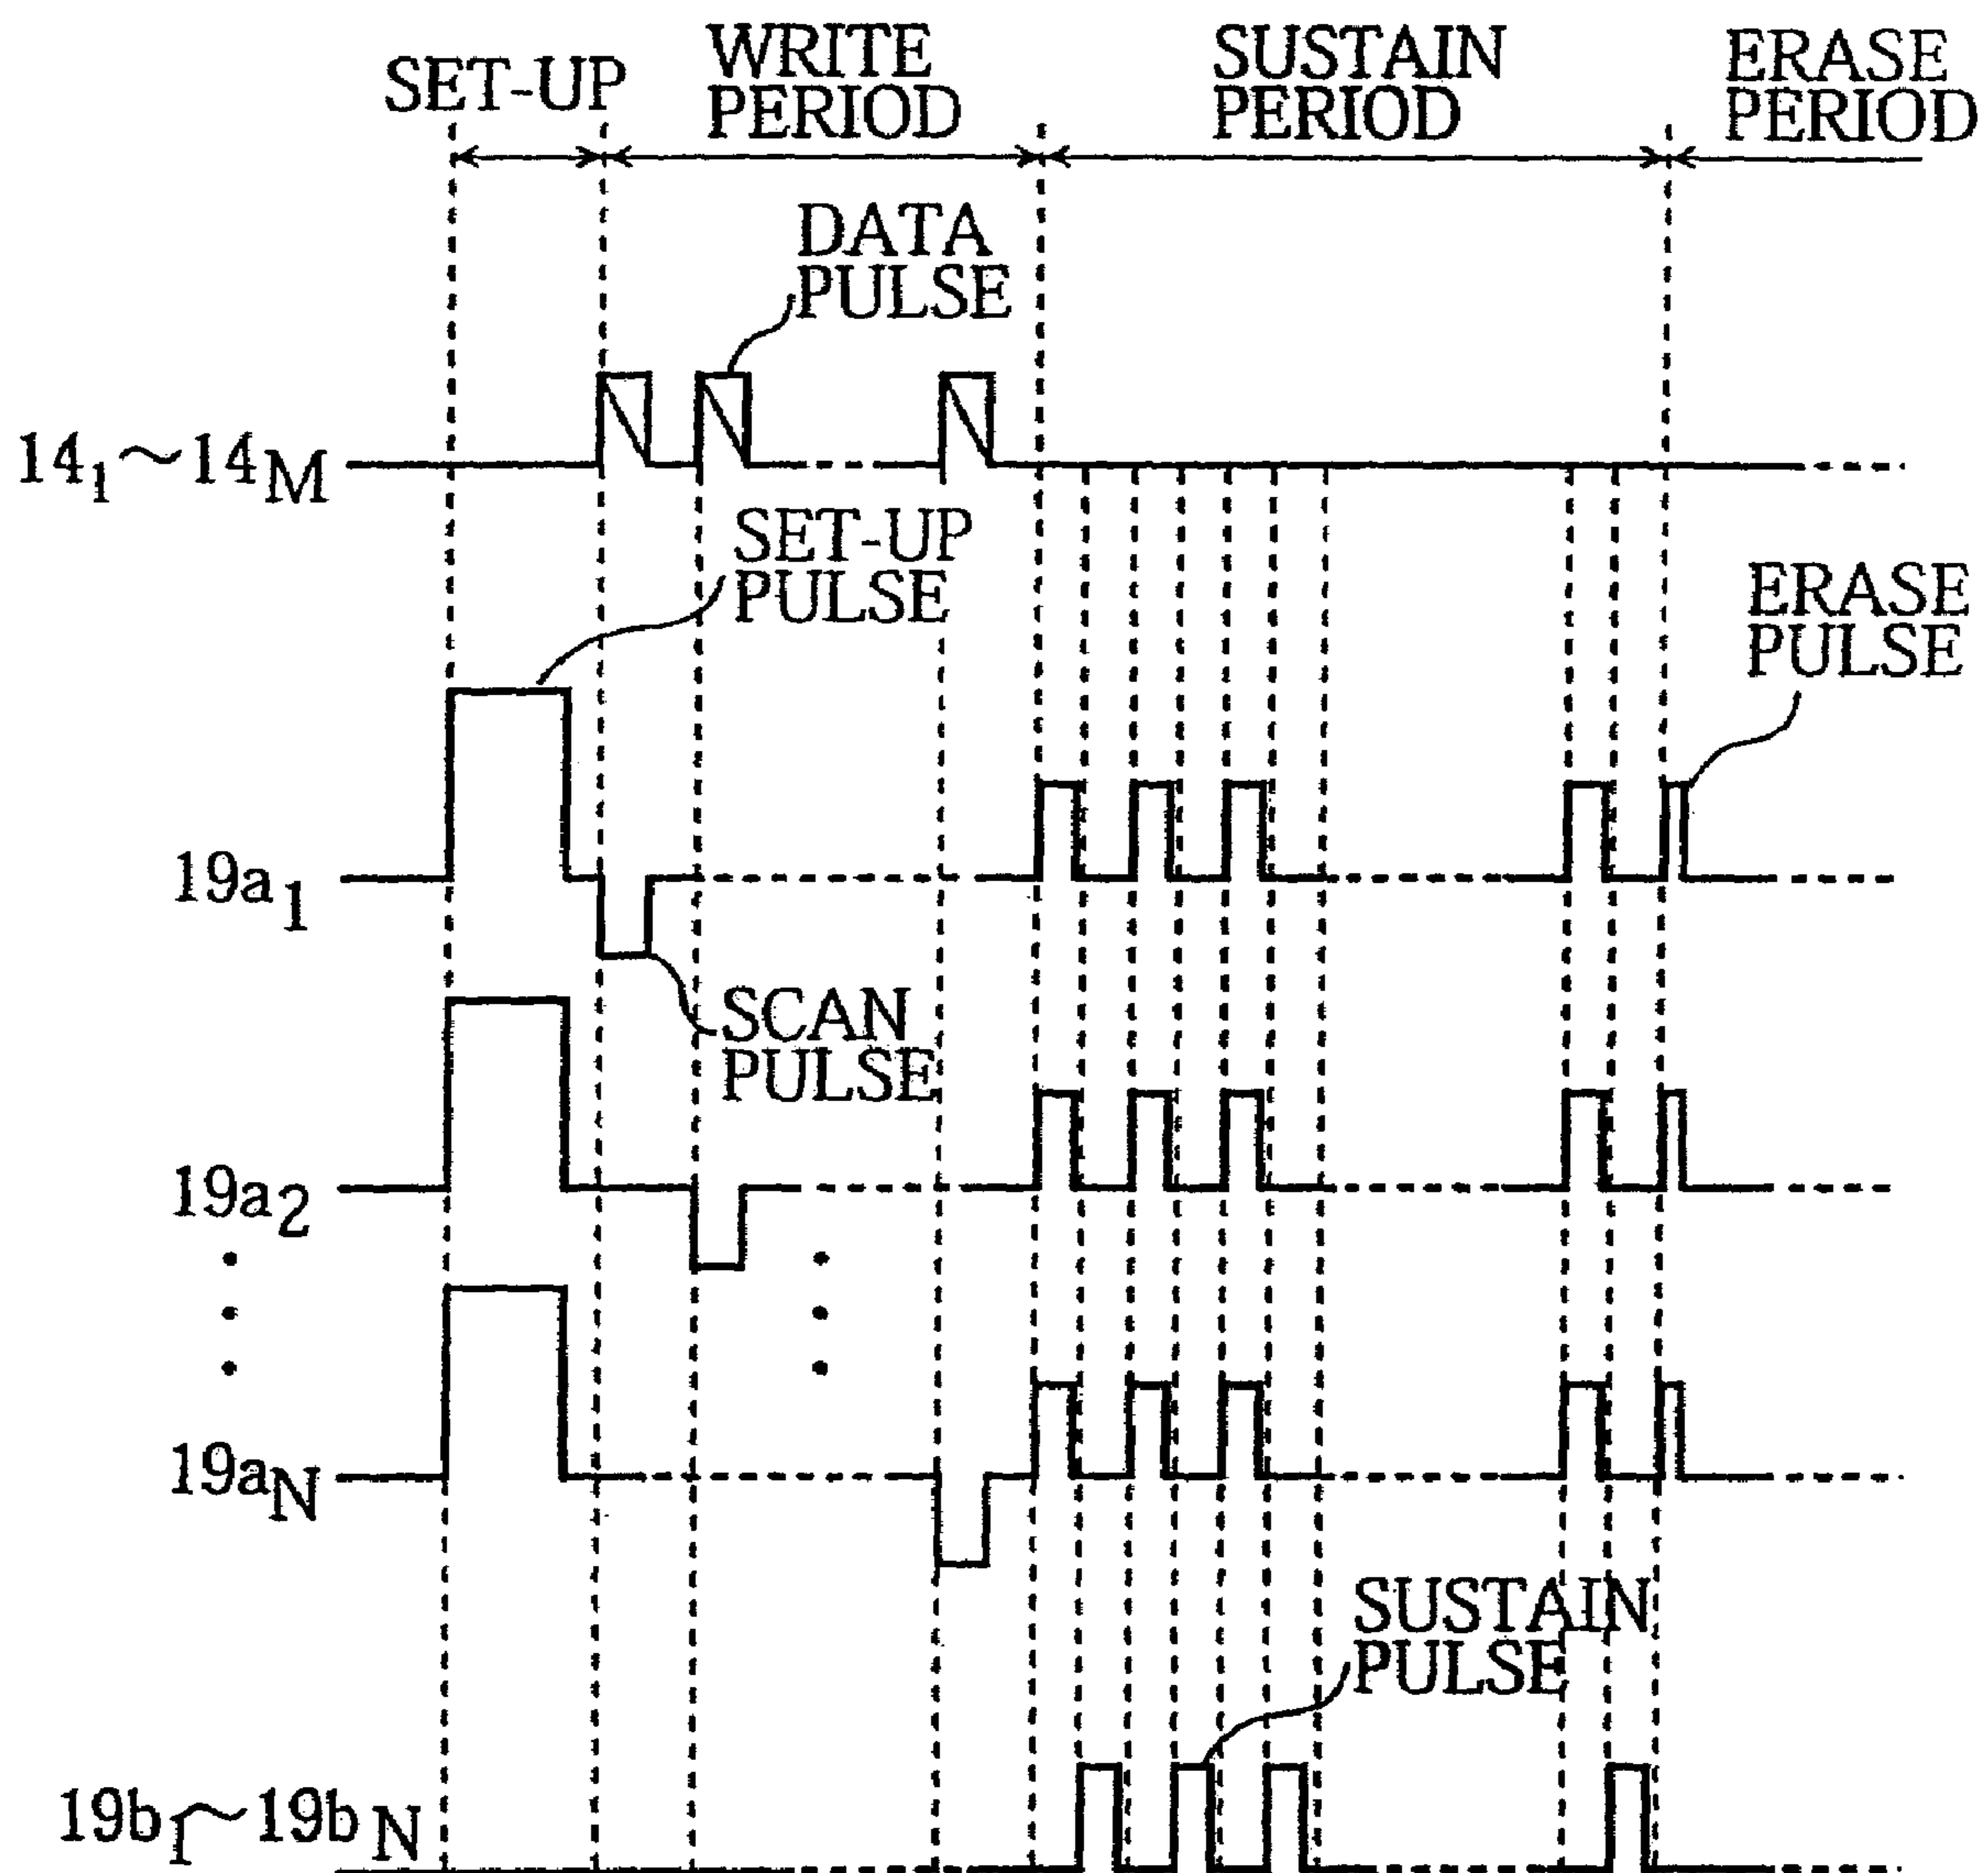 SET-UP
WRITE
PERIOD
SUSTAIN
PERIOD
ERASE
PERIOD
DATA
PULSE
14₁~14M
SET-UP
PULSE
ERASE
PULSE
19a₁
SCAN
PULSE
19a₂
19aN
SUSTAIN
PULSE
19b₁~19bN